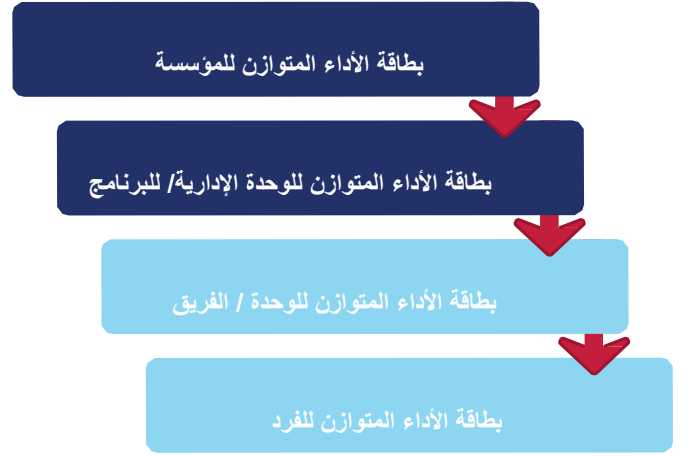 بطاقة الأداء المتوازن للمؤسسة
بطاقة الأداء المتوازن للوحدة الإدارية/ للبرنامج
بطاقة الأداء المتوازن للوحدة / الفريق
بطاقة الأداء المتوازن للفرد